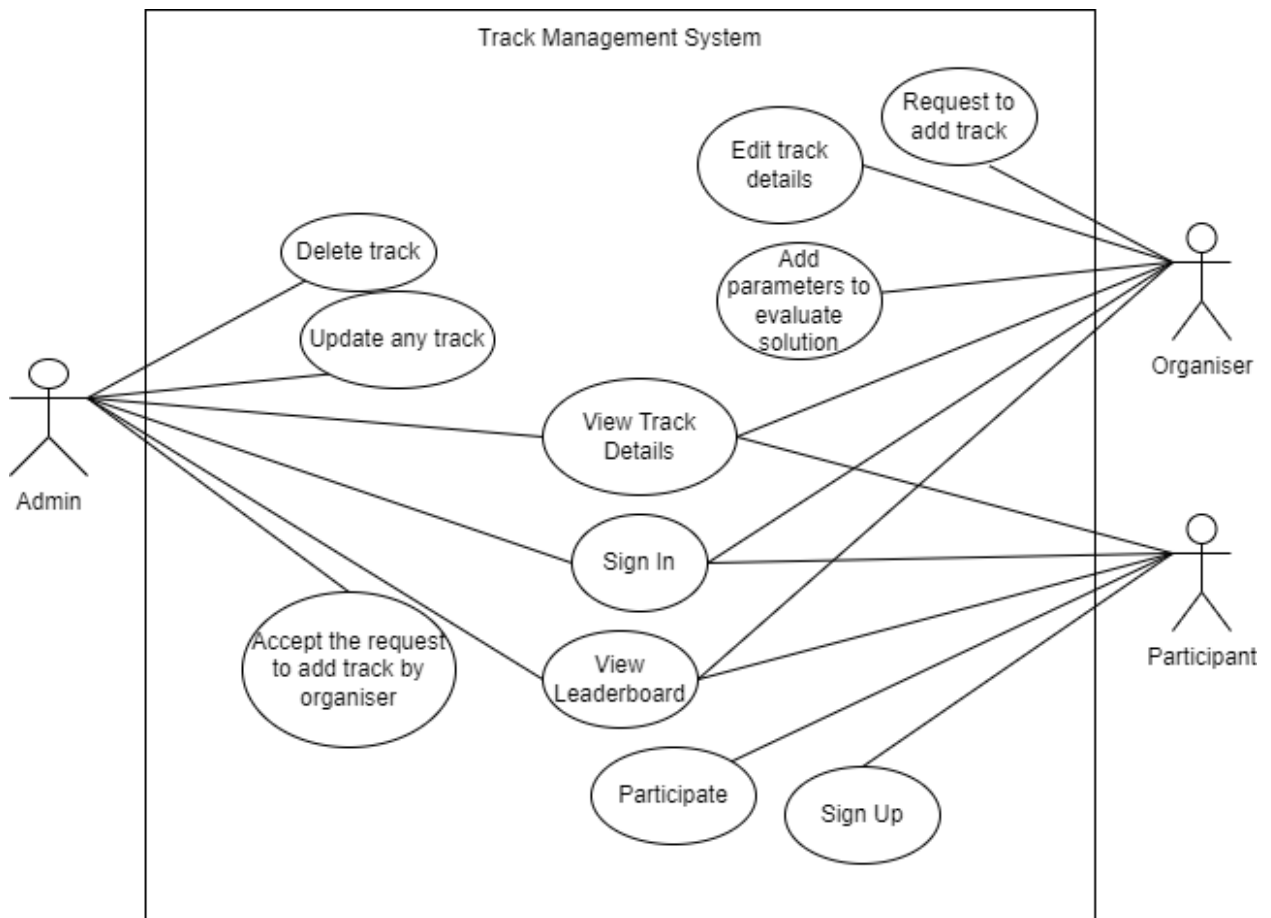 Track Management System
Request to
add track
Edit track
details
Delete track
Add
parameters to
evaluate
solution
Update any track
Organiser
View Track
Details
Admin
Sign In
Accept the request
to add track by
organiser
View
Leaderboard
Participant
Participate
Sign Up